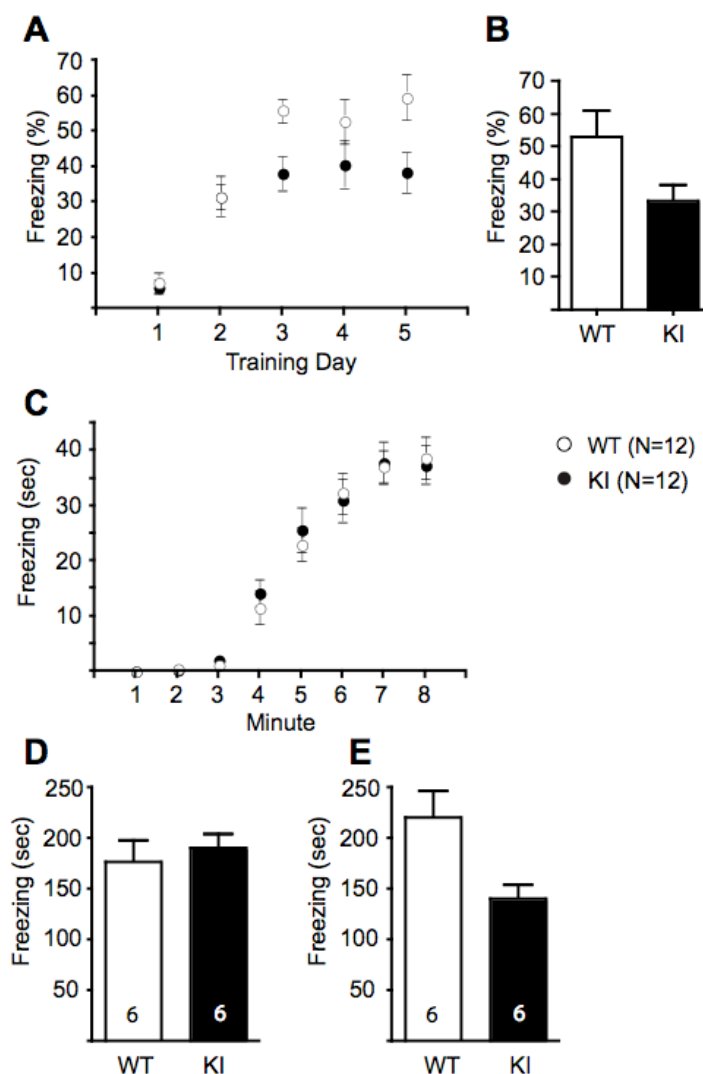 A
70
60
50
40
30
20
10
Freezing (%)
1 2 3 4 5
Training Day
B
70
60
50
40
30
20
10
Freezing (%)
WT KI
C
40
30
20
10
Freezing (sec)
1 2 3 4 5 6 7 8
Minute
WT (N=12)
KI (N=12)
D
250
200
150
100
50
Freezing (sec)
6 6
WT KI
E
250
200
150
100
50
Freezing (sec)
6 6
WT KI